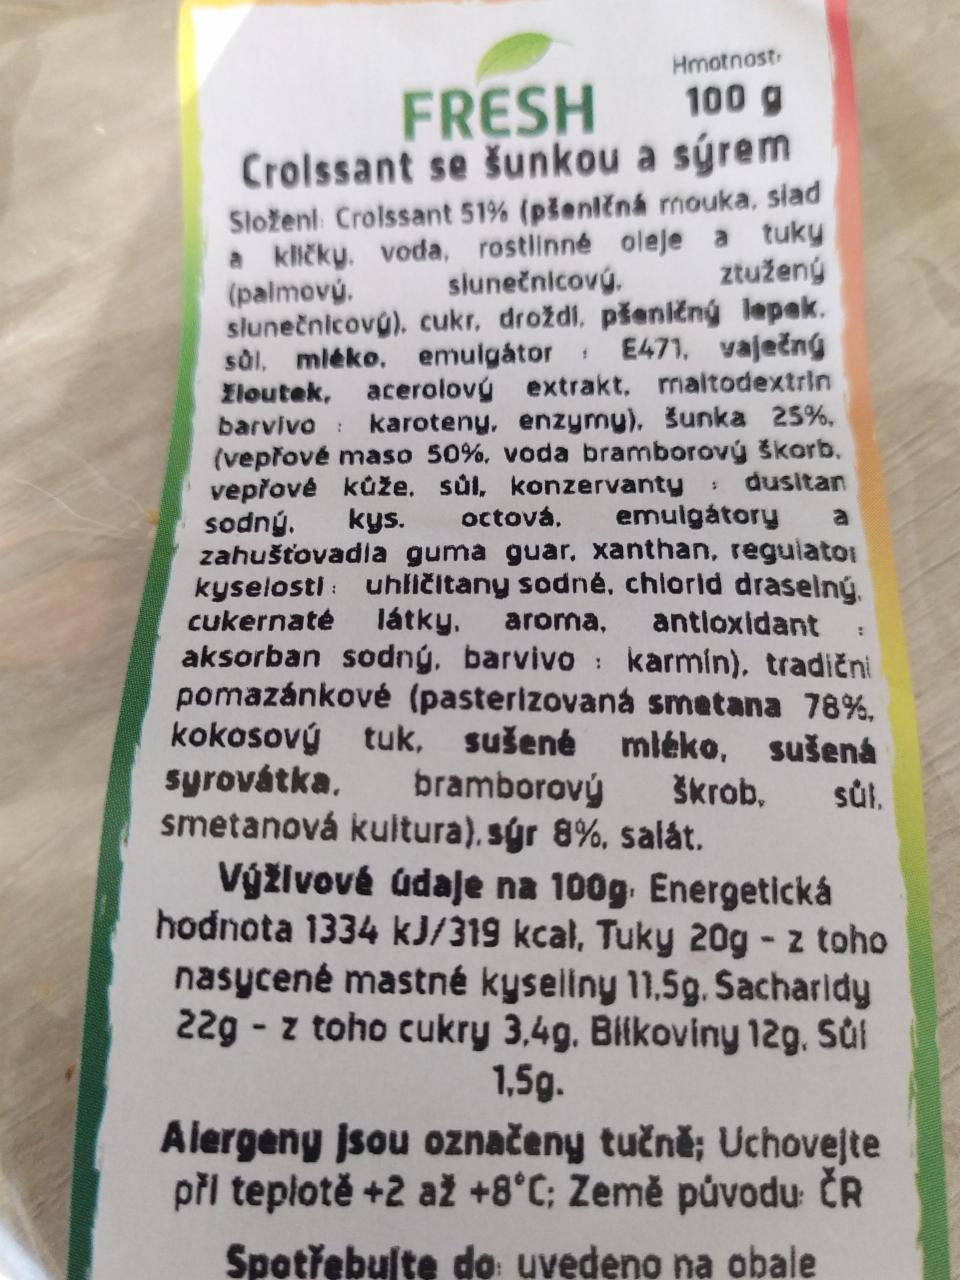 Hmotnost:
FRESH
100 g
Croissant se šunkou a sýrem
Složení: Croissant 51% (pšeničná mouka, slad
a klíčky, voda, rostlinné oleje a tuky
(palmový, slunečnicový, ztužený
slunečnicový), cukr, droždí, pšeničný lepek,
sůl, mléko, emulgátor : E471, vaječný
žloutek, acerolový extrakt, maltodextrin
barvivo : karoteny, enzymy), šunka 25%,
(vepřové maso 50%, voda bramborový škorb,
vepřové kůže, sůl, konzervanty : dusitan
sodný, kys. octová, emulgátory a
zahušťovadla guma guar, xanthan, regulator
kyselosti : uhličitany sodné, chlorid draselný,
cukernaté látky, aroma, antioxidant :
aksorban sodný, barvivo : karmín), tradiční
pomazánkové (pasterizovaná smetana 78%,
kokosový tuk, sušené mléko, sušená
syrovátka, bramborový škrob, sůl,
smetanová kultura), sýr 8%, salát.
Výživové údaje na 100g: Energetická
hodnota 1334 kJ/319 kcal, Tuky 20g - z toho
nasycené mastné kyseliny 11,5g, Sacharidy
22g - z toho cukry 3,4g, Bílkoviny 12g, Sůl
1,5g.
Alergeny jsou označeny tučně; Uchovejte
při teplotě +2 až +8°C; Země původu: ČR
Spotřebujte do: uvedeno na obale